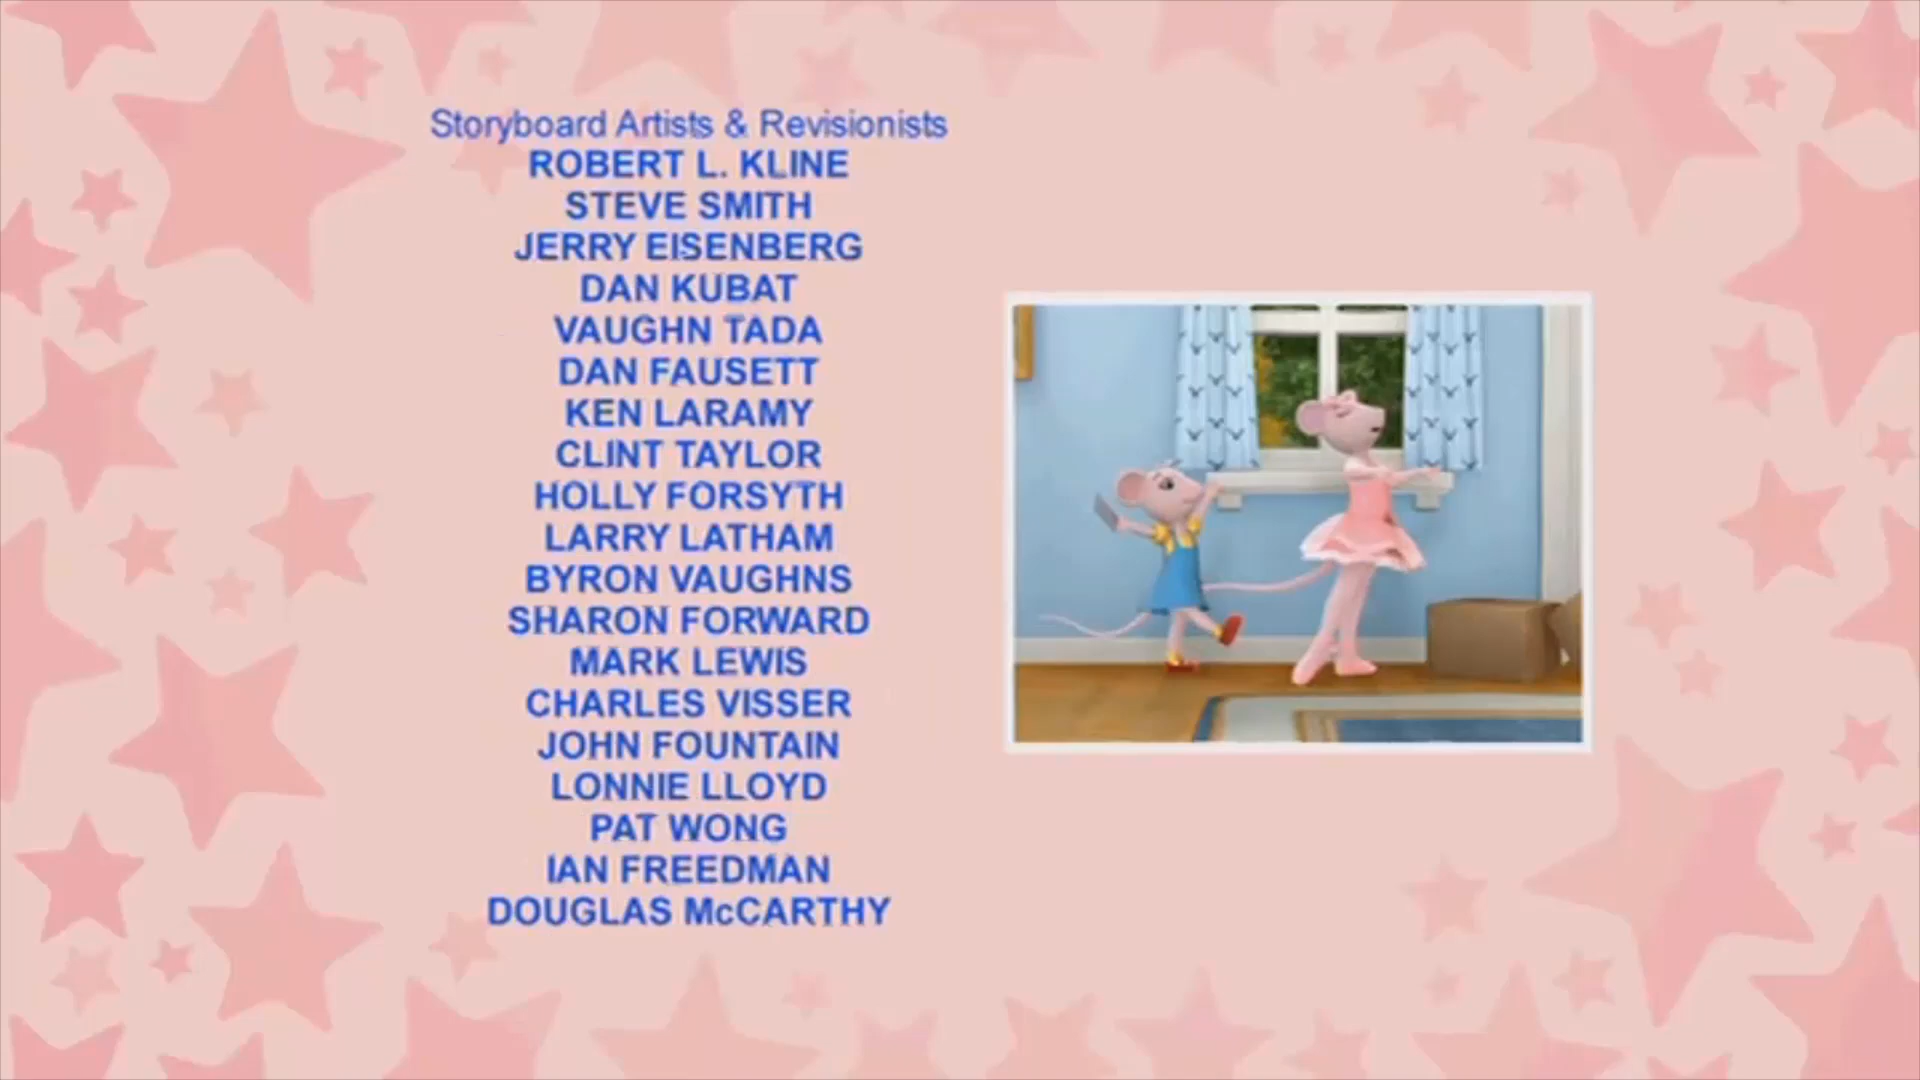 Storyboard Artists & Revisionists
ROBERT L. KLINE
STEVE SMITH
JERRY EISENBERG
DAN KUBAT
VAUGHN TADA
DAN FAUSETT
KEN LARAMY
CLINT TAYLOR
HOLLY FORSYTH
LARRY LATHAM
BYRON VAUGHNS
SHARON FORWARD
MARK LEWIS
CHARLES VISSER
JOHN FOUNTAIN
LONNIE LLOYD
PAT WONG
IAN FREEDMAN
DOUGLAS McCARTHY